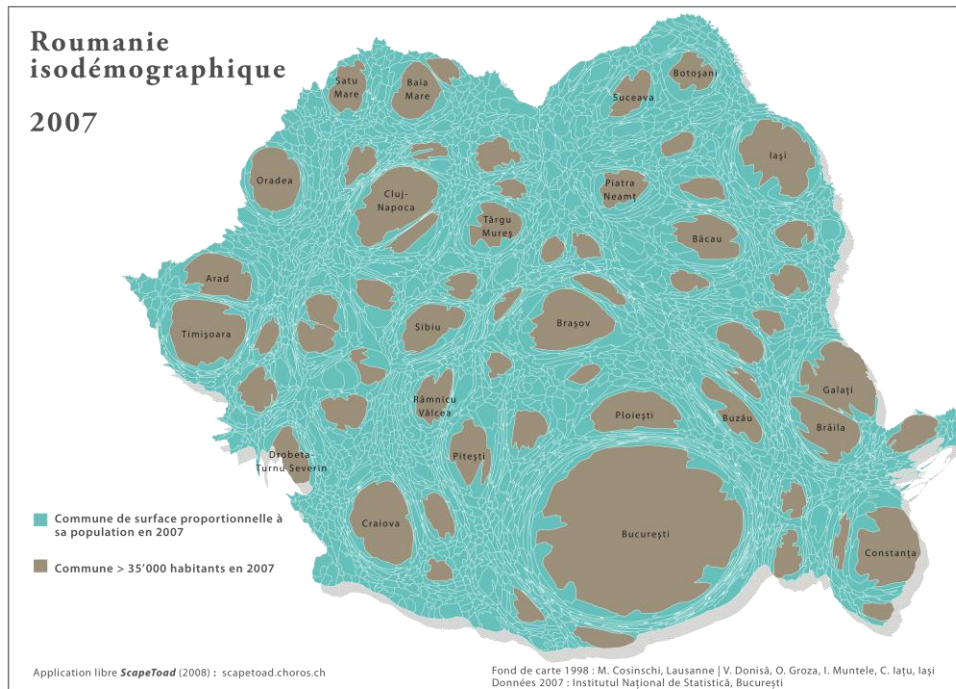 Roumanie
isodémographique
2007
Satu
Mare
Baia
Mare
Suceava
Botoşani
Oradea
Cluj-
Napoca
Târgu
Mureş
Piatra
Neamţ
Iaşi
Băcau
Arad
Timişoara
Sibiu
Braşov
Râmnicu
Vâlcea
Ploieşti
Buzău
Galaţi
Brăila
Drobeta-
Turnu Severin
Piteşti
Craiova
Bucureşti
Constanţa
Commune de surface proportionnelle à
sa population en 2007
Commune > 35'000 habitants en 2007
Application libre ScapeToad (2008) : scapetoad.choros.ch
Fond de carte 1998 : M. Cosinschi, Lausanne | V. Donisă, O. Groza, I. Muntele, C. Iaţu, Iaşi
Données 2007 : Institutul Naţional de Statistică, Bucureşti